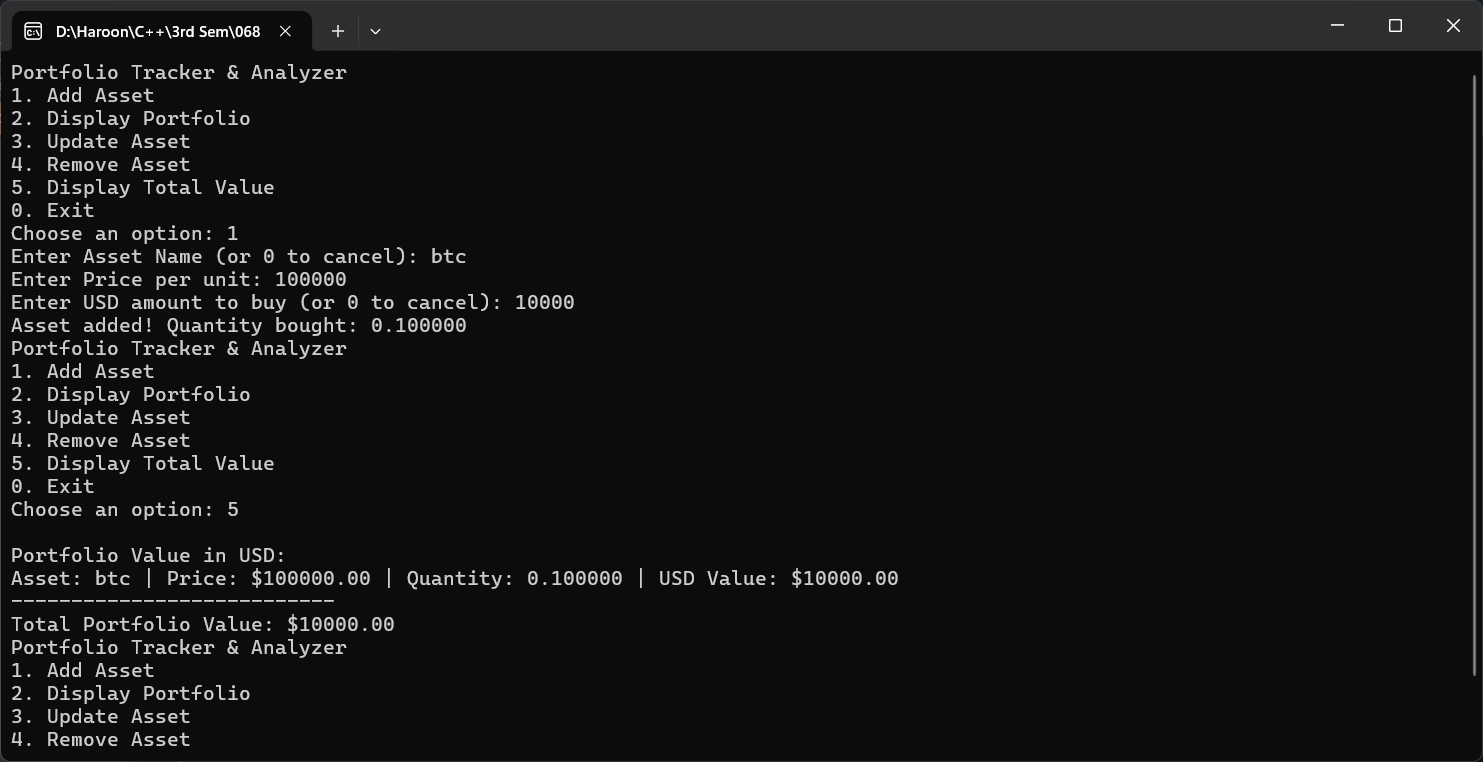 D:\Haroon\C++\3rd Sem\068
Portfolio Tracker & Analyzer
1. Add Asset
2. Display Portfolio
3. Update Asset
4. Remove Asset
5. Display Total Value
0. Exit
Choose an option: 1
Enter Asset Name (or 0 to cancel): btc
Enter Price per unit: 100000
Enter USD amount to buy (or 0 to cancel): 10000
Asset added! Quantity bought: 0.100000
Portfolio Tracker & Analyzer
1. Add Asset
2. Display Portfolio
3. Update Asset
4. Remove Asset
5. Display Total Value
0. Exit
Choose an option: 5
Portfolio Value in USD:
Asset: btc | Price: $100000.00 | Quantity: 0.100000 | USD Value: $10000.00
---------------------------
Total Portfolio Value: $10000.00
Portfolio Tracker & Analyzer
1. Add Asset
2. Display Portfolio
3. Update Asset
4. Remove Asset